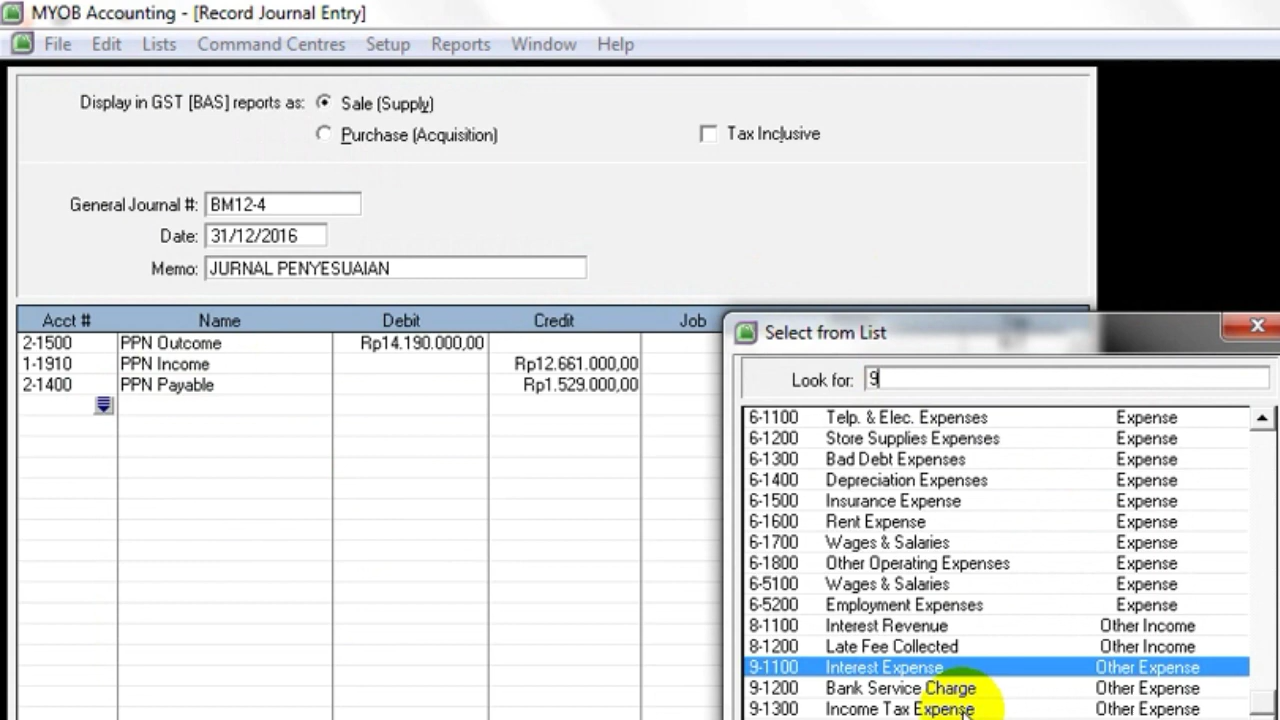 MYOB Accounting - [Record Journal Entry]
File Edit Lists Command Centres Setup Reports Window Help
Display in GST [BAS] reports as: Sale (Supply)
Purchase (Acquisition) Tax Inclusive
General Journal #: BM12-4
Date: 31/12/2016
Memo: JURNAL PENYESUAIAN
Acct # Name Debit Credit Job
2-1500 PPN Outcome Rp14.190.000,00
1-1910 PPN Income Rp12.661.000,00
2-1400 PPN Payable Rp1.529.000,00
Select from List
Look for: 9
6-1100 Telp. & Elec. Expenses Expense
6-1200 Store Supplies Expenses Expense
6-1300 Bad Debt Expenses Expense
6-1400 Depreciation Expenses Expense
6-1500 Insurance Expense Expense
6-1600 Rent Expense Expense
6-1700 Wages & Salaries Expense
6-1800 Other Operating Expenses Expense
6-5100 Wages & Salaries Expense
6-5200 Employment Expenses Expense
8-1100 Interest Revenue Other Income
8-1200 Late Fee Collected Other Income
9-1100 Interest Expense Other Expense
9-1200 Bank Service Charge Other Expense
9-1300 Income Tax Expense Other Expense